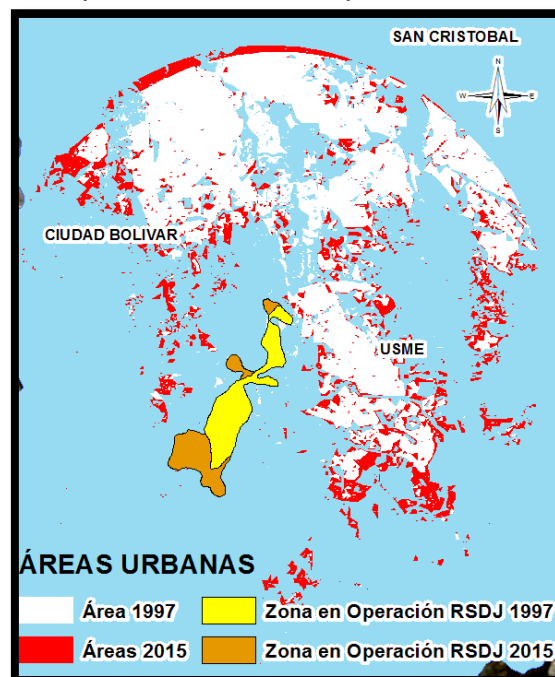 SAN CRISTOBAL
N
W E
S
CIUDAD BOLIVAR
USME
ÁREAS URBANAS
Área 1997
Zona en Operación RSDJ 1997
Áreas 2015
Zona en Operación RSDJ 2015